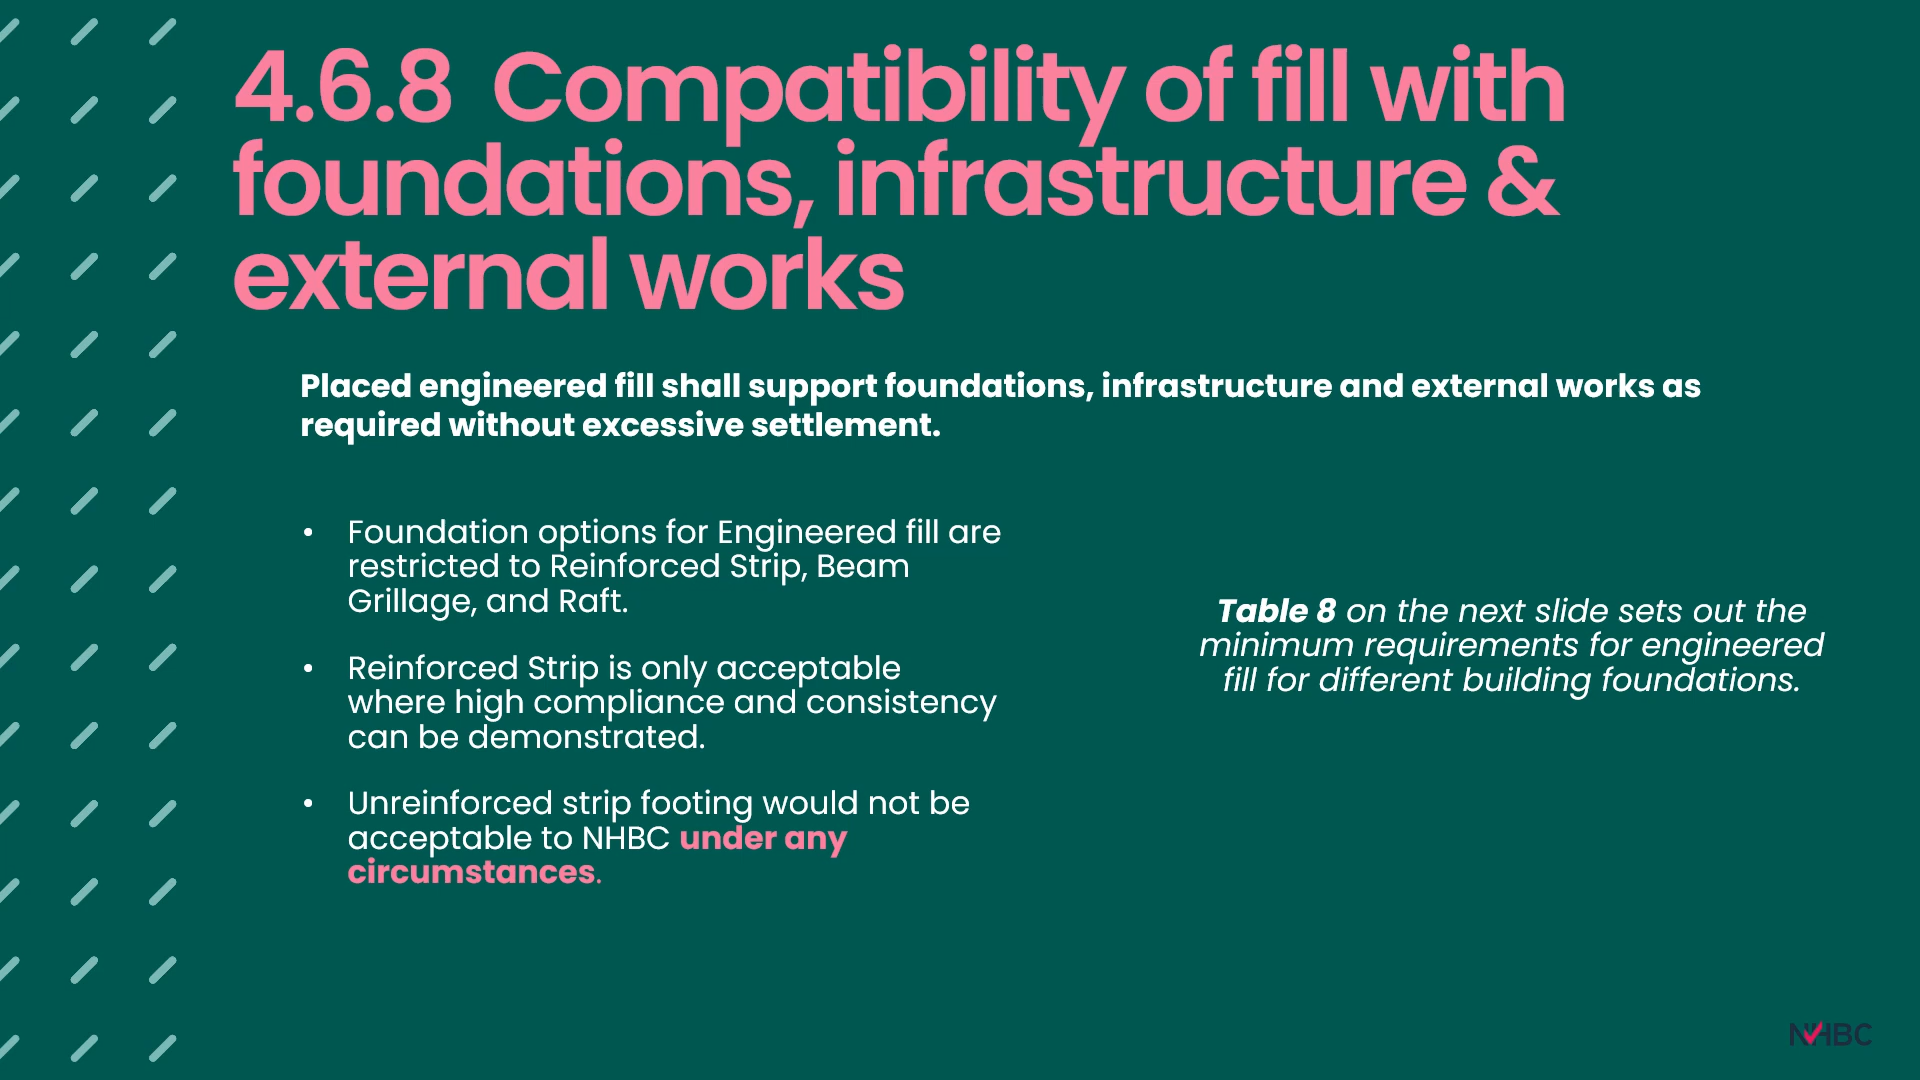 4.6.8 Compatibility of fill with
foundations, infrastructure &
external works
Placed engineered fill shall support foundations, infrastructure and external works as
required without excessive settlement.
• Foundation options for Engineered fill are
restricted to Reinforced Strip, Beam
Grillage, and Raft.
• Reinforced Strip is only acceptable
where high compliance and consistency
can be demonstrated.
• Unreinforced strip footing would not be
acceptable to NHBC under any
circumstances.
Table 8 on the next slide sets out the
minimum requirements for engineered
fill for different building foundations.
NHBC